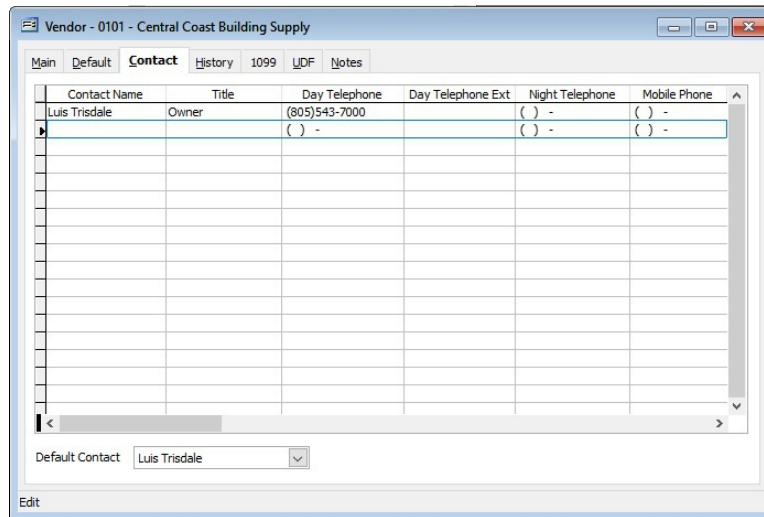 Vendor - 0101 - Central Coast Building Supply
Main Default Contact History 1099 UDF Notes
Contact Name Title Day Telephone Day Telephone Ext Night Telephone Mobile Phone
Luis Trisdale Owner (805)543-7000 ( ) - ( ) -
( ) - ( ) - ( ) -
Default Contact Luis Trisdale
Edit